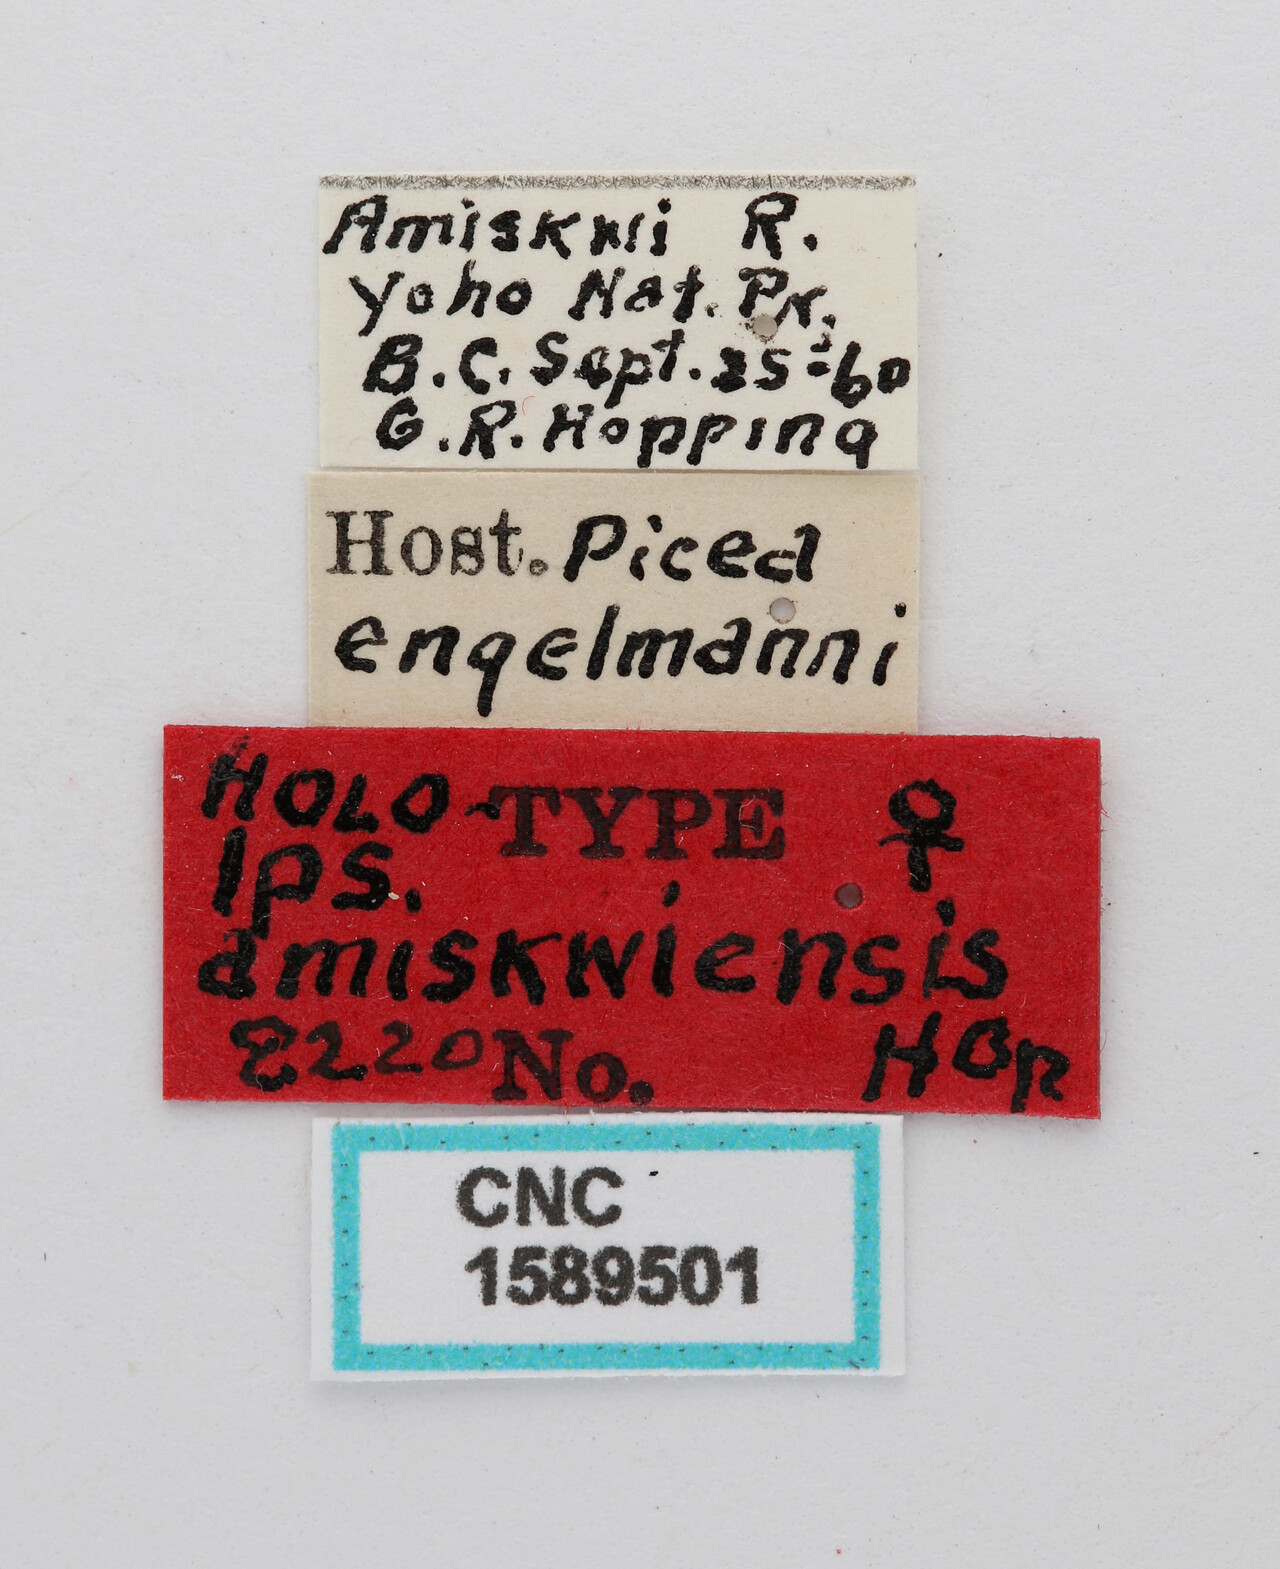 Amiskwi R.
Yoho Nat. Pk.
B.C. Sept. 25-60
G.R. Hopping
Host. Picea
engelmanni
HOLO-TYPE ♀
Ips.
amiskwiensis
8220 No. HOp
CNC
1589501